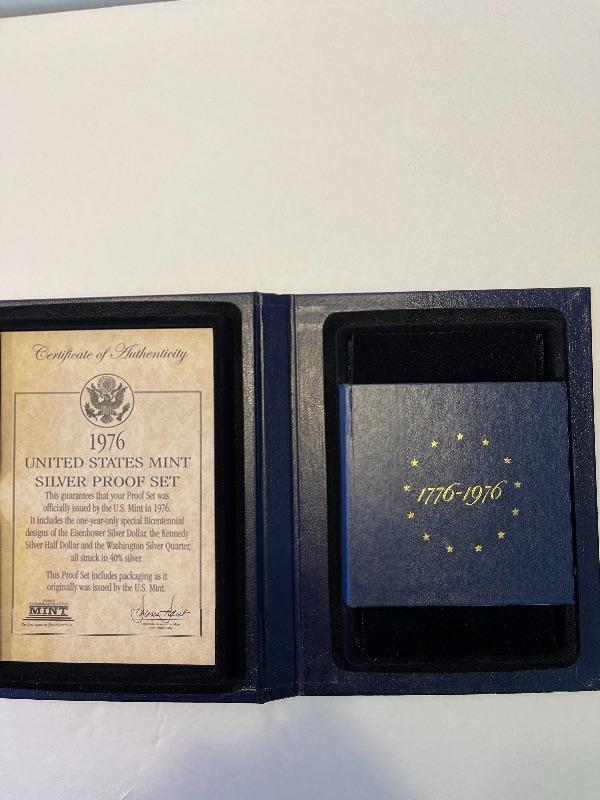 Certificate of Authenticity
1976
UNITED STATES MINT
SILVER PROOF SET
This guarantees that your Proof Set was
officially issued by the U.S. Mint in 1976.
It includes the one-year-only special Bicentennial
designs of the Eisenhower Silver Dollar, the Kennedy
Silver Half Dollar and the Washington Silver Quarter,
all struck in 40% silver.
This Proof Set includes packaging as it
originally was issued by the U.S. Mint.
MINT
1776-1976